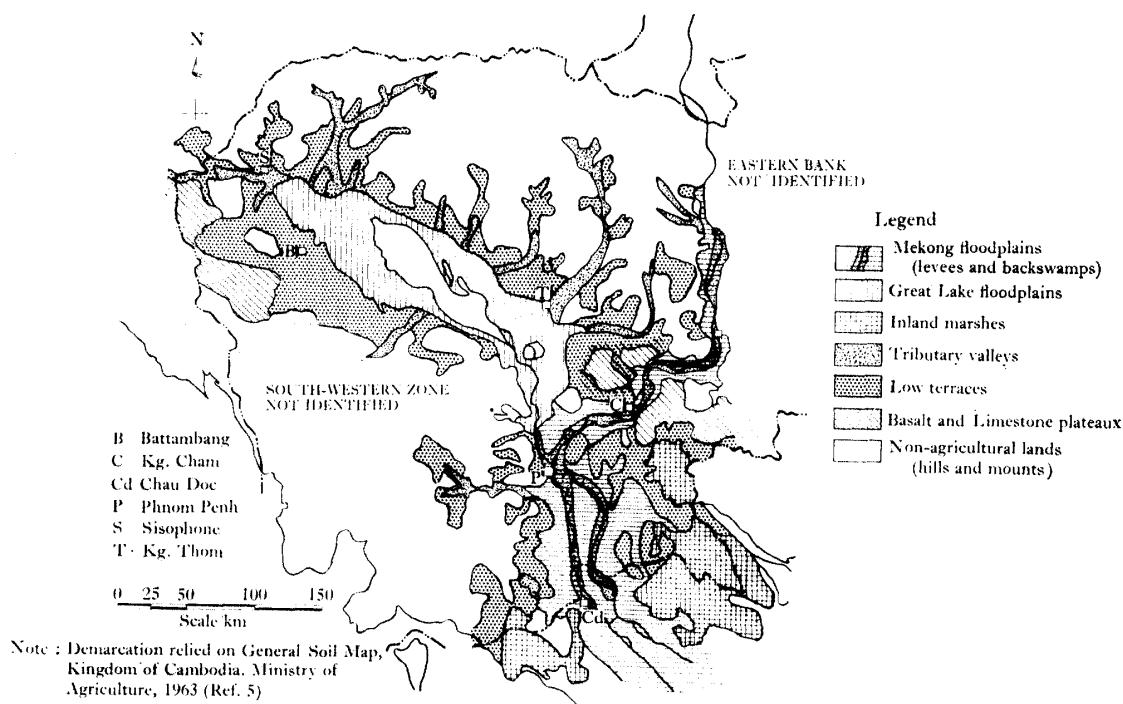 N
S
B
T
C
P
Cd
EASTERN BANK
NOT IDENTIFIED
SOUTH-WESTERN ZONE
NOT IDENTIFIED
Legend
Mekong floodplains
(levees and backswamps)
Great Lake floodplains
Inland marshes
Tributary valleys
Low terraces
Basalt and Limestone plateaux
Non-agricultural lands
(hills and mounts)
B Battambang
C Kg. Cham
Cd Chau Doc
P Phnom Penh
S Sisophone
T · Kg. Thom
0 25 50 100 150
Scale km
Note : Demarcation relied on General Soil Map,
Kingdom of Cambodia. Ministry of
Agriculture, 1963 (Ref. 5)